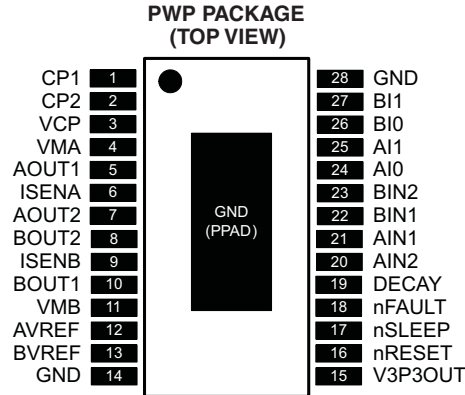 PWP PACKAGE
(TOP VIEW)
CP1 1 28 GND
CP2 2 27 BI1
VCP 3 26 BI0
VMA 4 25 AI1
AOUT1 5 24 AI0
ISENA 6 23 BIN2
AOUT2 7 22 BIN1
BOUT2 8 21 AIN1
ISENB 9 20 AIN2
BOUT1 10 19 DECAY
VMB 11 18 nFAULT
AVREF 12 17 nSLEEP
BVREF 13 16 nRESET
GND 14 15 V3P3OUT
GND
(PPAD)